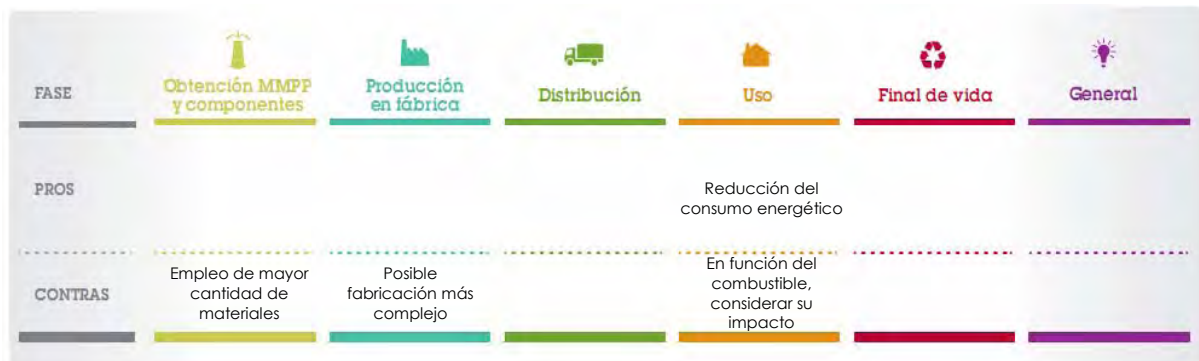 FASE
Obtención MMPP
y componentes
Producción
en fábrica
Distribución
Uso
Final de vida
General
PROS
Reducción del
consumo energético
CONTRAS
Empleo de mayor
cantidad de
materiales
Posible
fabricación más
complejo
En función del
combustible,
considerar su
impacto